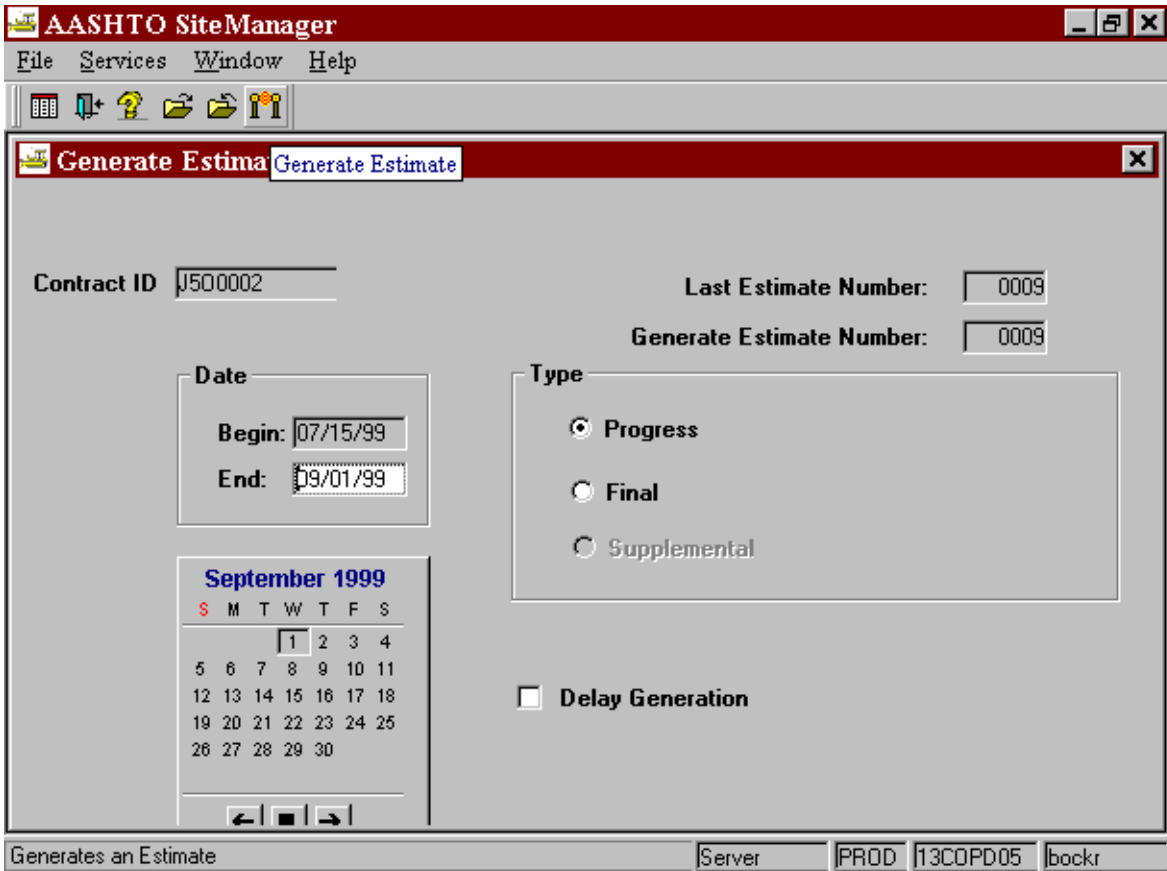 AASHTO SiteManager
File Services Window Help
Generate Estima
Generate Estimate
Contract ID J5O0002
Last Estimate Number: 0009
Generate Estimate Number: 0009
Date
Begin: 07/15/99
End: 09/01/99
Type
Progress
Final
Supplemental
September 1999
S M T W T F S
1 2 3 4
5 6 7 8 9 10 11
12 13 14 15 16 17 18
19 20 21 22 23 24 25
26 27 28 29 30
Delay Generation
Generates an Estimate Server PROD 13COPD05 bockr